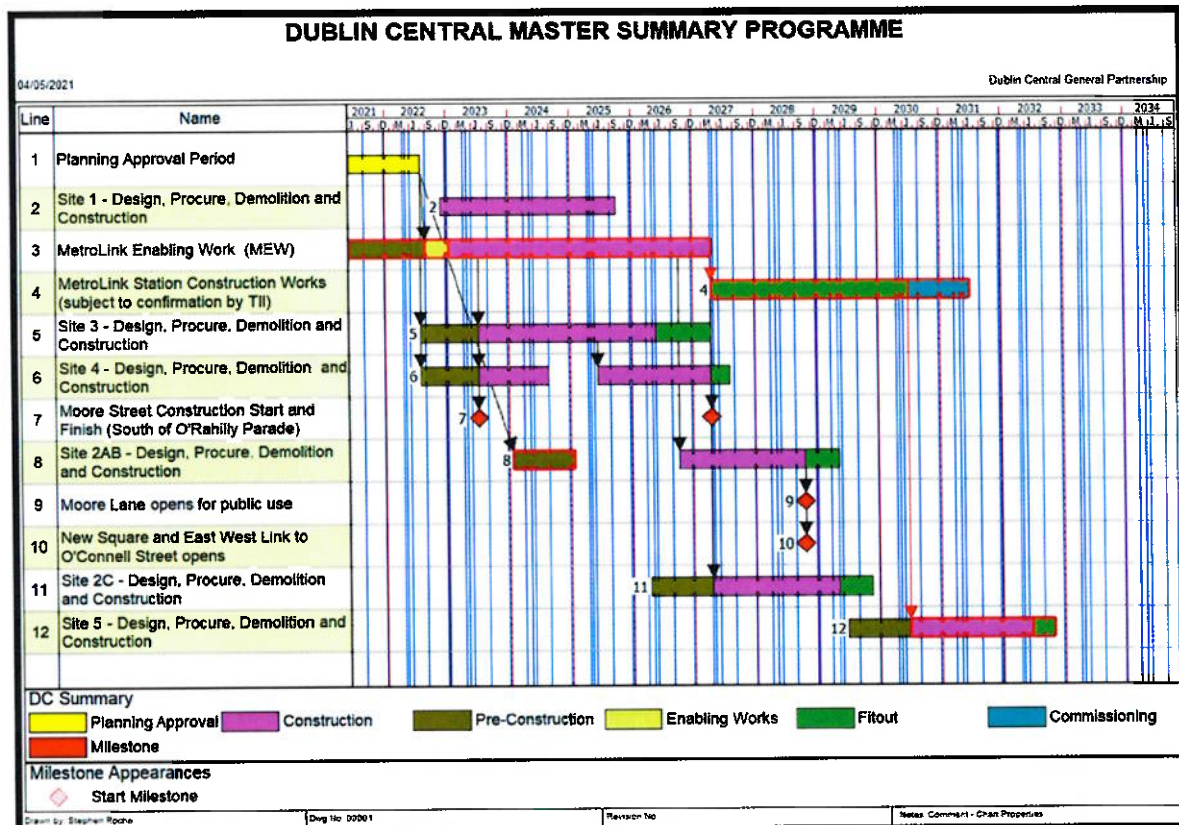 DUBLIN CENTRAL MASTER SUMMARY PROGRAMME
04/05/2021
Dublin Central General Partnership
Line Name 2021 2022 2023 2024 2025 2026 2027 2028 2029 2030 2031 2032 2033 2034
J S D M J S D M J S D M J S D M J S D M J S D M J S D M J S D M J S D M J S D M J S D M J S D M J S D M J S
1 Planning Approval Period
2 Site 1 - Design, Procure, Demolition and
Construction
2
3 MetroLink Enabling Work (MEW)
4 MetroLink Station Construction Works
(subject to confirmation by TII)
4
5 Site 3 - Design, Procure, Demolition and
Construction
5
6 Site 4 - Design, Procure, Demolition and
Construction
6
7 Moore Street Construction Start and
Finish (South of O'Rahilly Parade)
7
8 Site 2AB - Design, Procure, Demolition
and Construction
8
9 Moore Lane opens for public use
9
10 New Square and East West Link to
O'Connell Street opens
10
11 Site 2C - Design, Procure, Demolition
and Construction
11
12 Site 5 - Design, Procure, Demolition and
Construction
12
DC Summary
Planning Approval Construction Pre-Construction Enabling Works Fitout Commissioning
Milestone
Milestone Appearances
Start Milestone
Drawn by: Stephen Roche Dwg No 00001 Revision No Notes Comment - Chart Properties